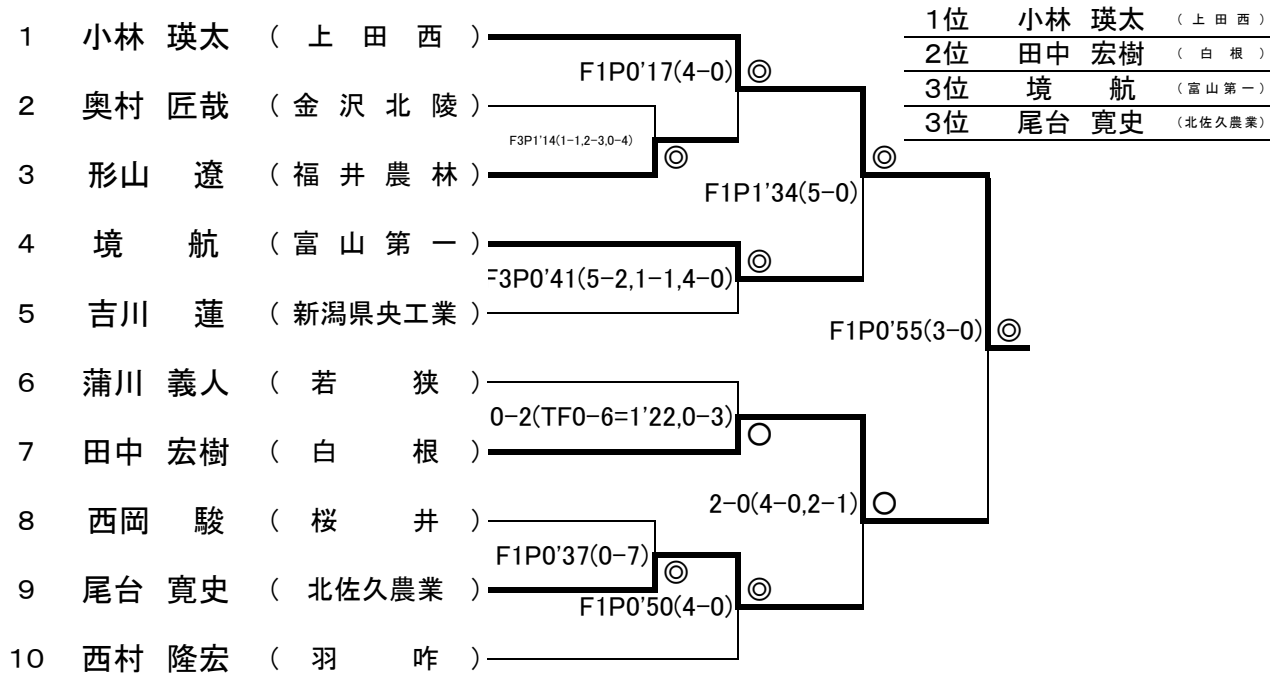 1 小林 瑛太 （ 上 田 西 ）
F1P0'17(4-0) ◎
2 奥村 匠哉 （ 金 沢 北 陵 ）
F3P1'14(1-1,2-3,0-4) ◎
3 形山 遼 （ 福 井 農 林 ）
F1P1'34(5-0) ◎
4 境 航 （ 富 山 第 一 ）
F3P0'41(5-2,1-1,4-0) ◎
5 吉川 蓮 （ 新潟県央工業 ）
F1P0'55(3-0) ◎
6 蒲川 義人 （ 若 狭 ）
0-2(TF0-6=1'22,0-3) ○
7 田中 宏樹 （ 白 根 ）
2-0(4-0,2-1) ○
8 西岡 駿 （ 桜 井 ）
F1P0'37(0-7) ◎
9 尾台 寛史 （ 北佐久農業 ）
F1P0'50(4-0) ◎
10 西村 隆宏 （ 羽 咋 ）
1位 小林 瑛太 （ 上 田 西 ）
2位 田中 宏樹 （ 白 根 ）
3位 境 航 （富山第一）
3位 尾台 寛史 （北佐久農業）